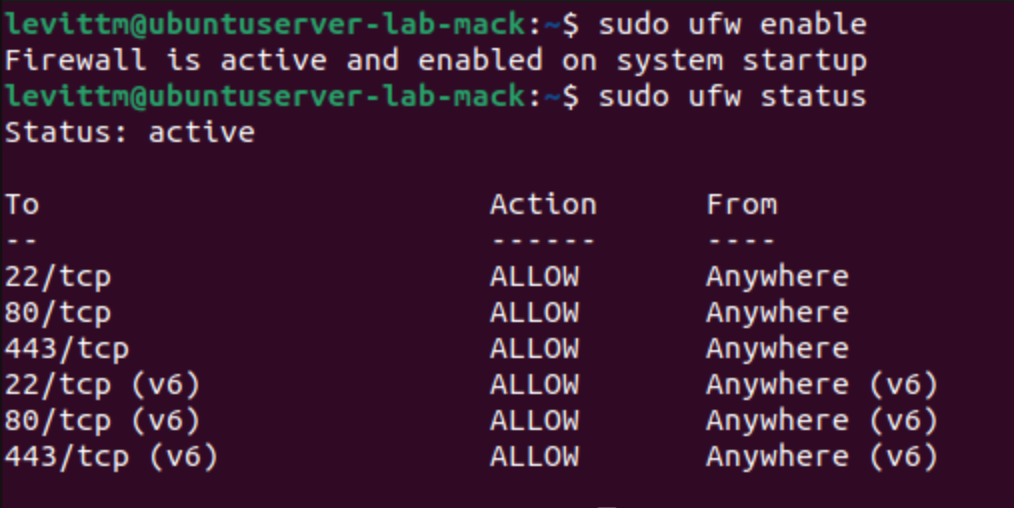 levittm@ubuntuserver-lab-mack:~$ sudo ufw enable
Firewall is active and enabled on system startup
levittm@ubuntuserver-lab-mack:~$ sudo ufw status
Status: active

To                         Action      From
--                         ------      ----
22/tcp                     ALLOW       Anywhere
80/tcp                     ALLOW       Anywhere
443/tcp                    ALLOW       Anywhere
22/tcp (v6)                ALLOW       Anywhere (v6)
80/tcp (v6)                ALLOW       Anywhere (v6)
443/tcp (v6)               ALLOW       Anywhere (v6)